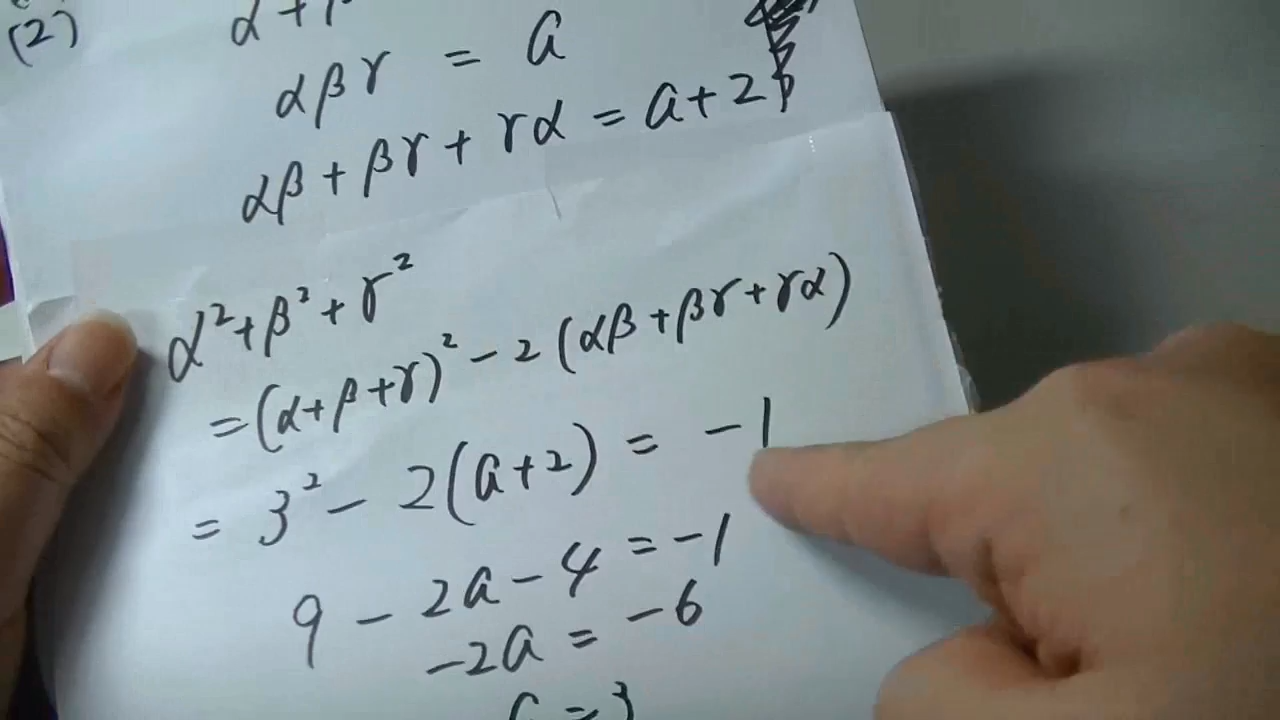 (2) α+
αβγ = a
αβ+βγ+γα = a+2
α²+β²+γ²
=(α+β+γ)²-2(αβ+βγ+γα)
= 3²-2(a+2) = -1
9-2a-4=-1
-2a = -6
a=3